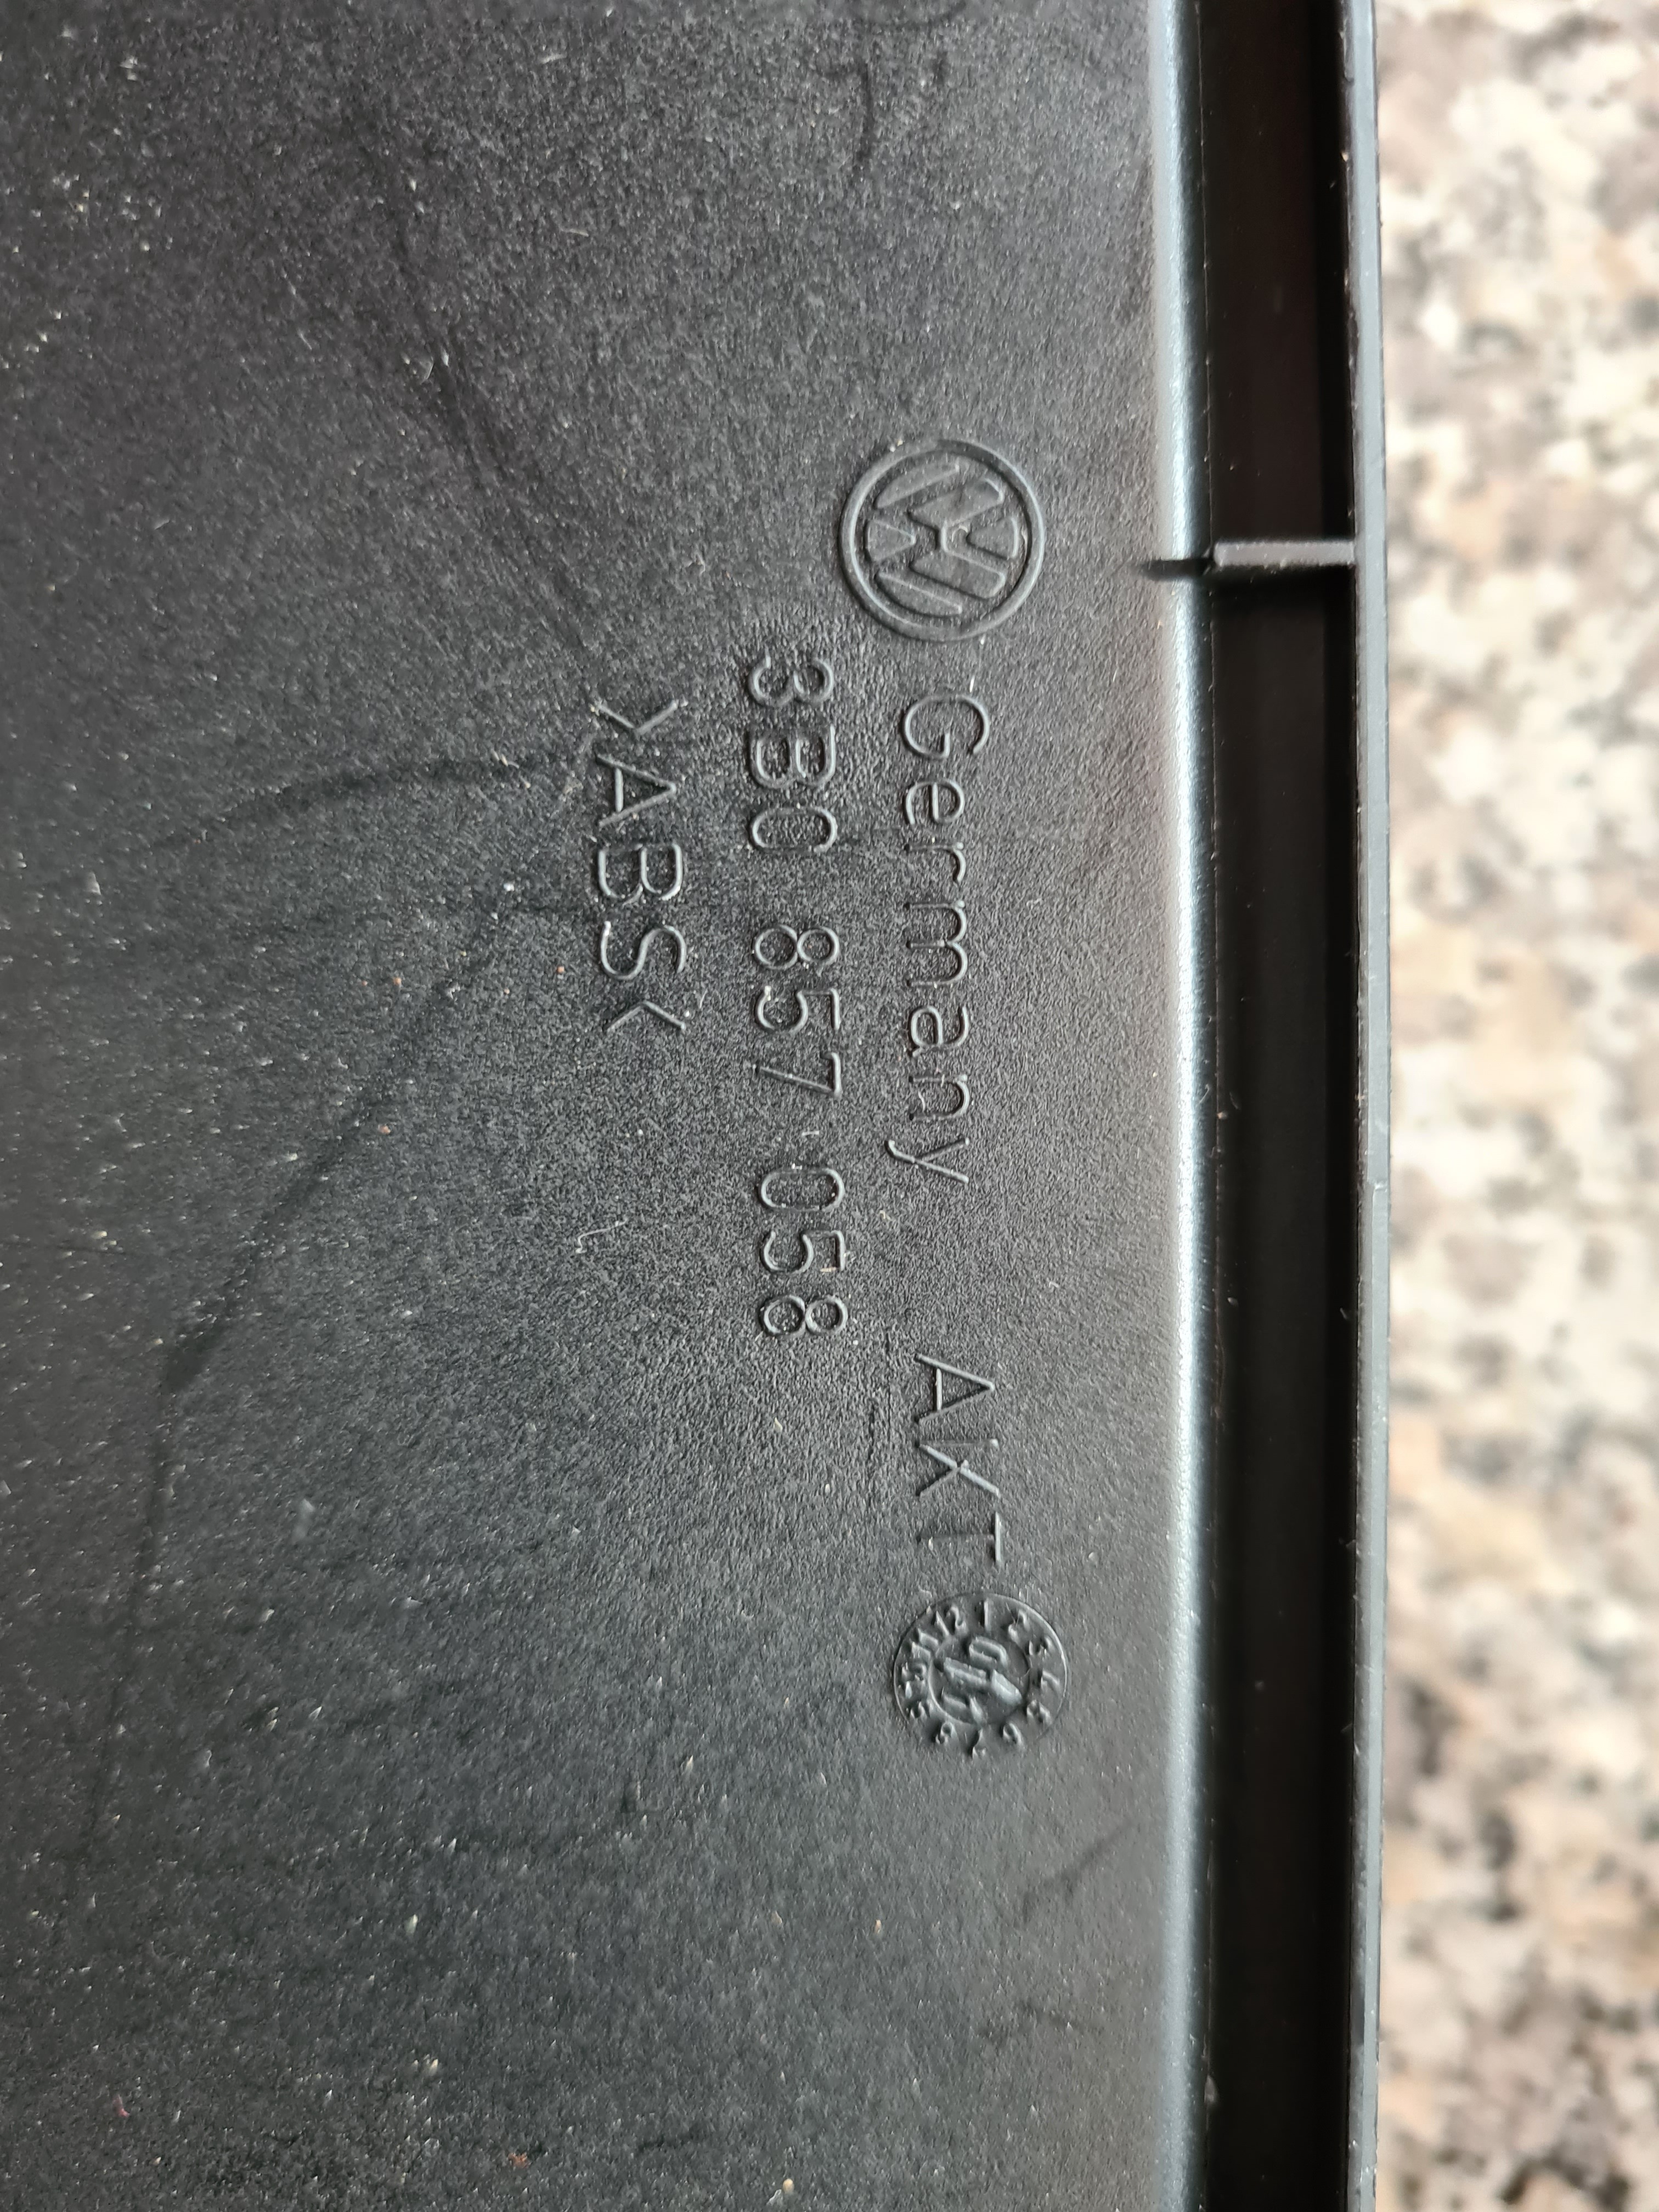 Germany AKT
3B0 857 058
>ABS<